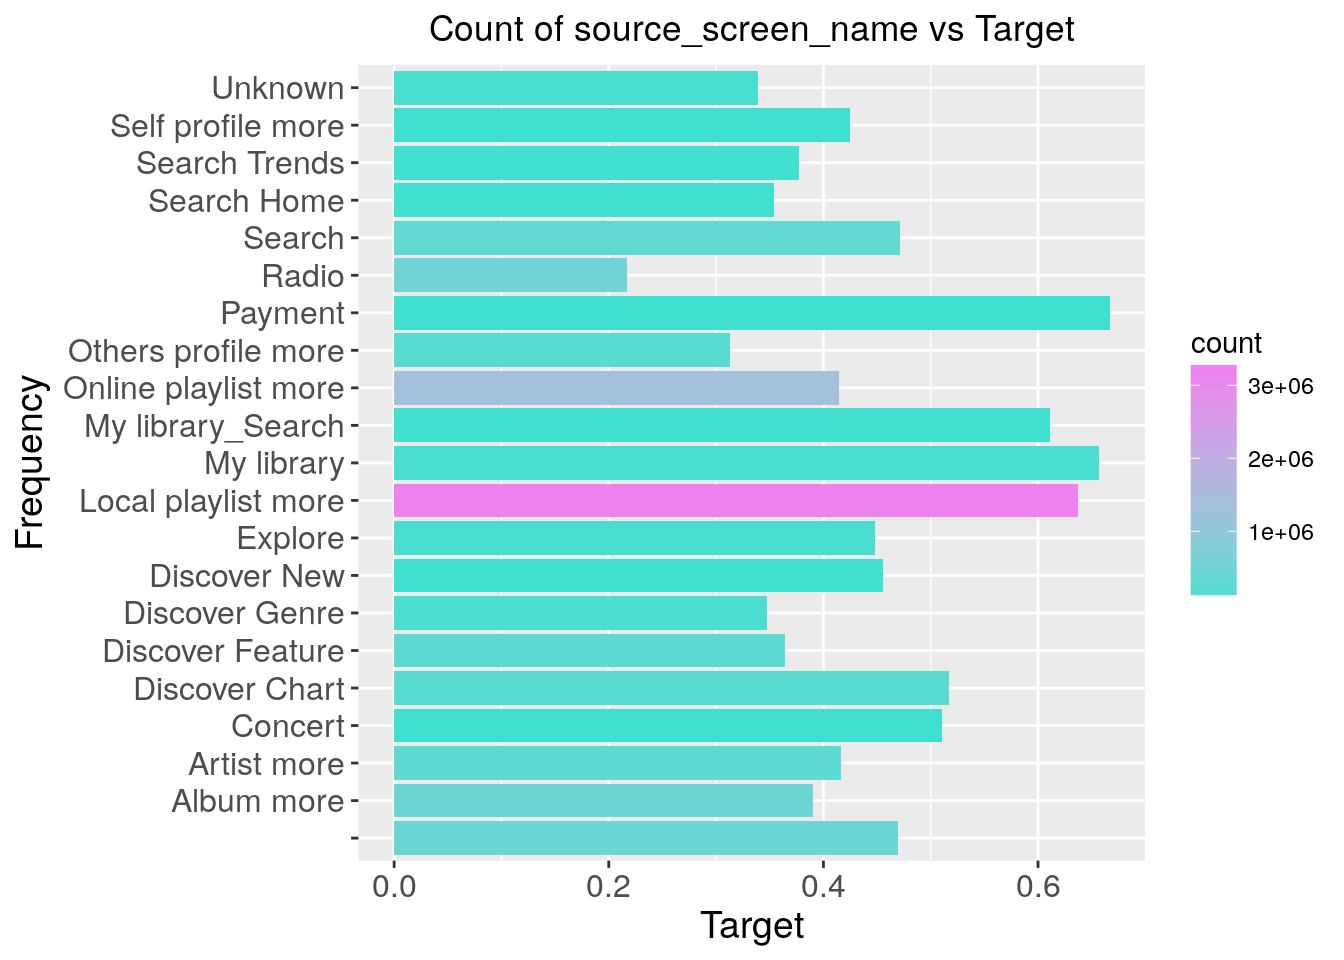 Count of source_screen_name vs Target
Frequency
Unknown
Self profile more
Search Trends
Search Home
Search
Radio
Payment
Others profile more
Online playlist more
My library_Search
My library
Local playlist more
Explore
Discover New
Discover Genre
Discover Feature
Discover Chart
Concert
Artist more
Album more
0.0 0.2 0.4 0.6
Target
count
3e+06
2e+06
1e+06